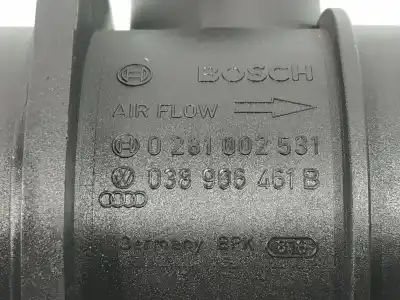 BOSCH
AIR FLOW
0 281 002 531
038 906 461 B
Germany BPK